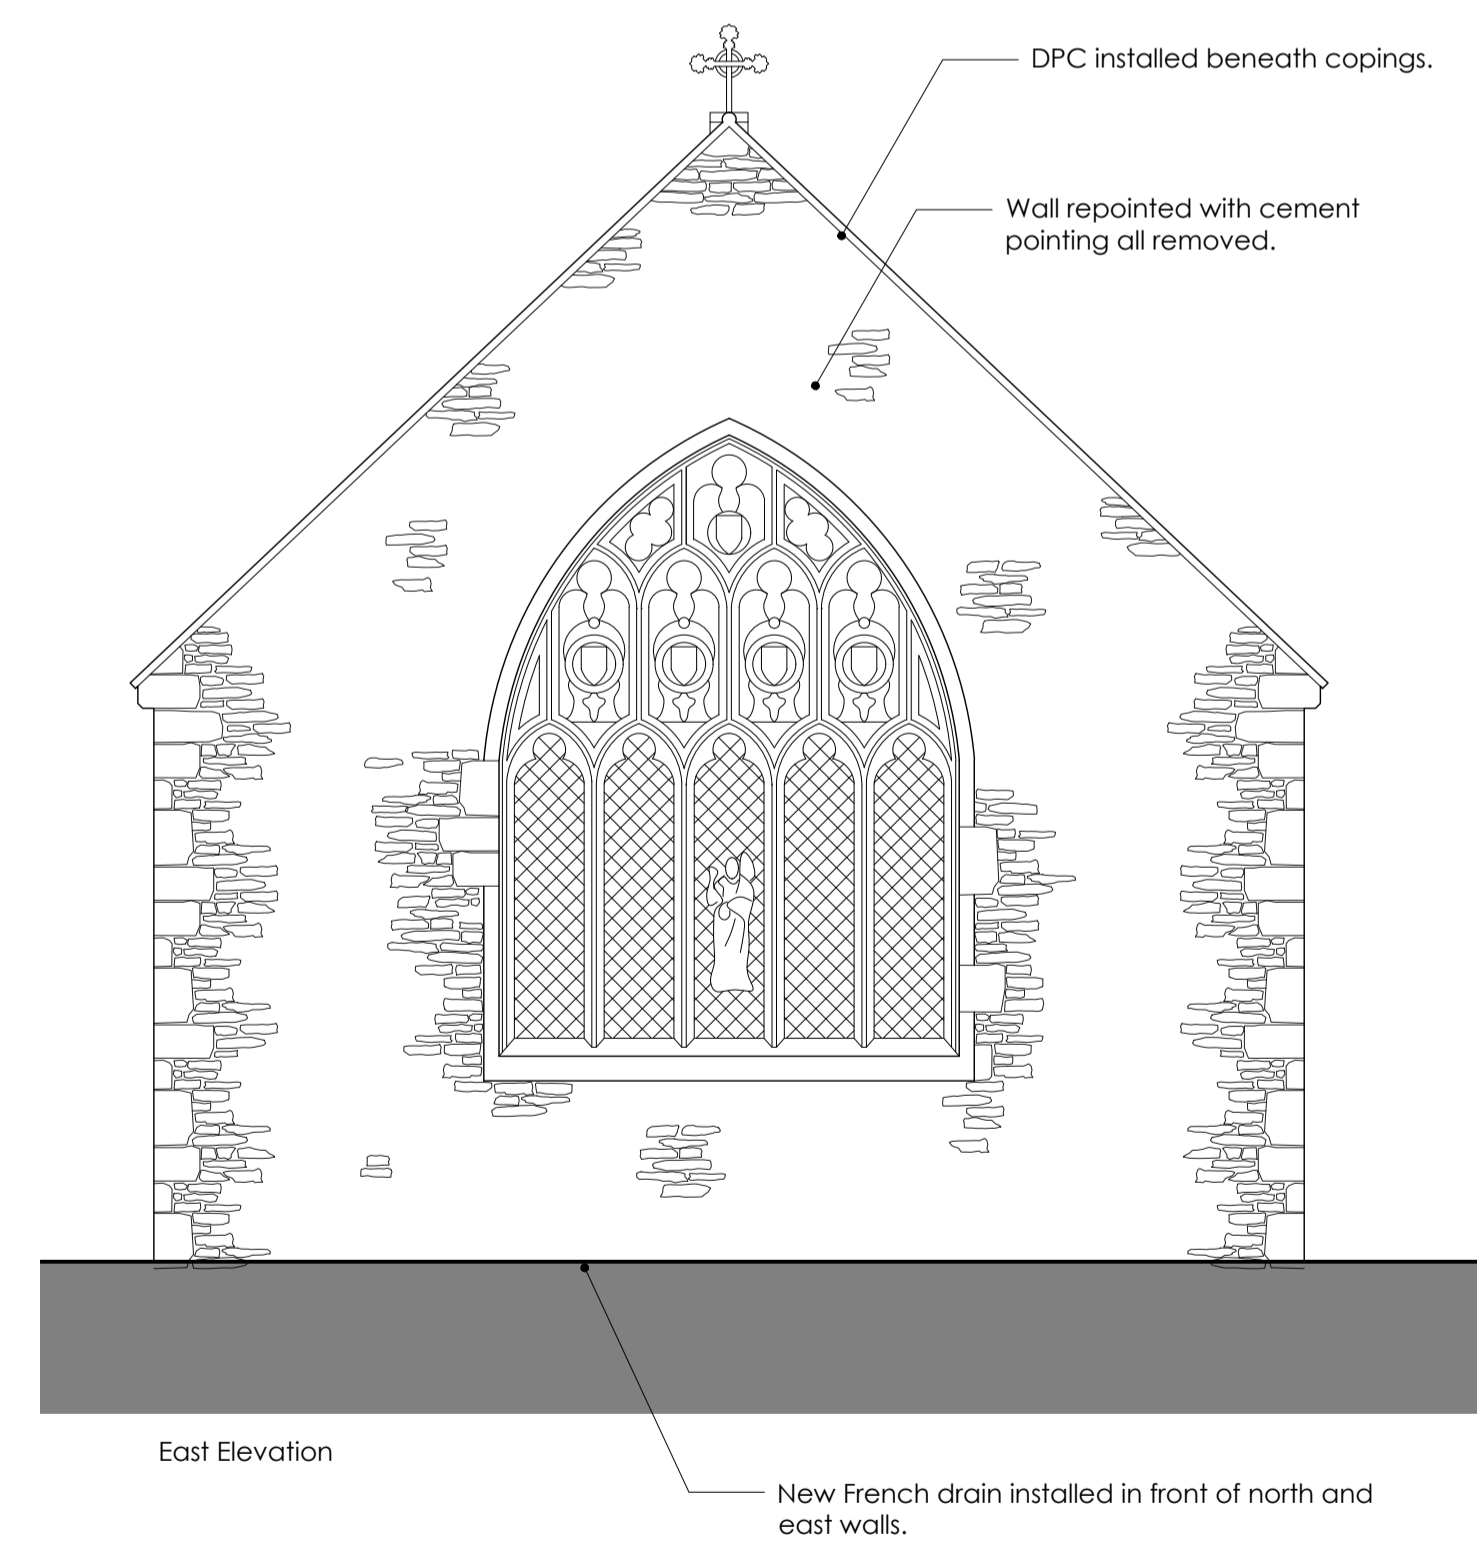 DPC installed beneath copings.
Wall repointed with cement
pointing all removed.
East Elevation
New French drain installed in front of north and
east walls.